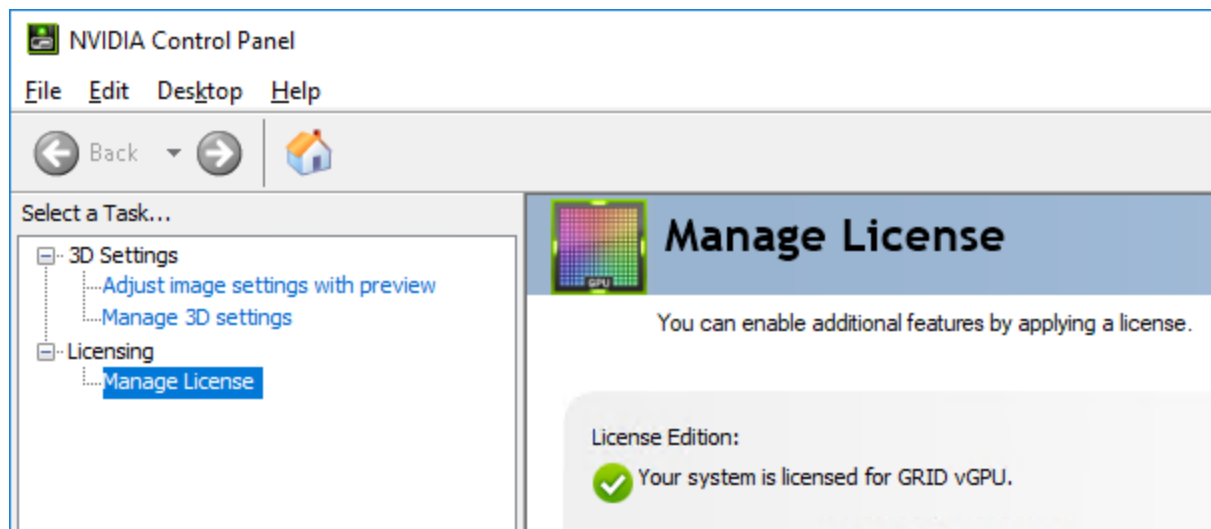 NVIDIA Control Panel
File Edit Desktop Help
Back
Select a Task...
3D Settings
Adjust image settings with preview
Manage 3D settings
Licensing
Manage License
GPU
Manage License
You can enable additional features by applying a license.
License Edition:
Your system is licensed for GRID vGPU.